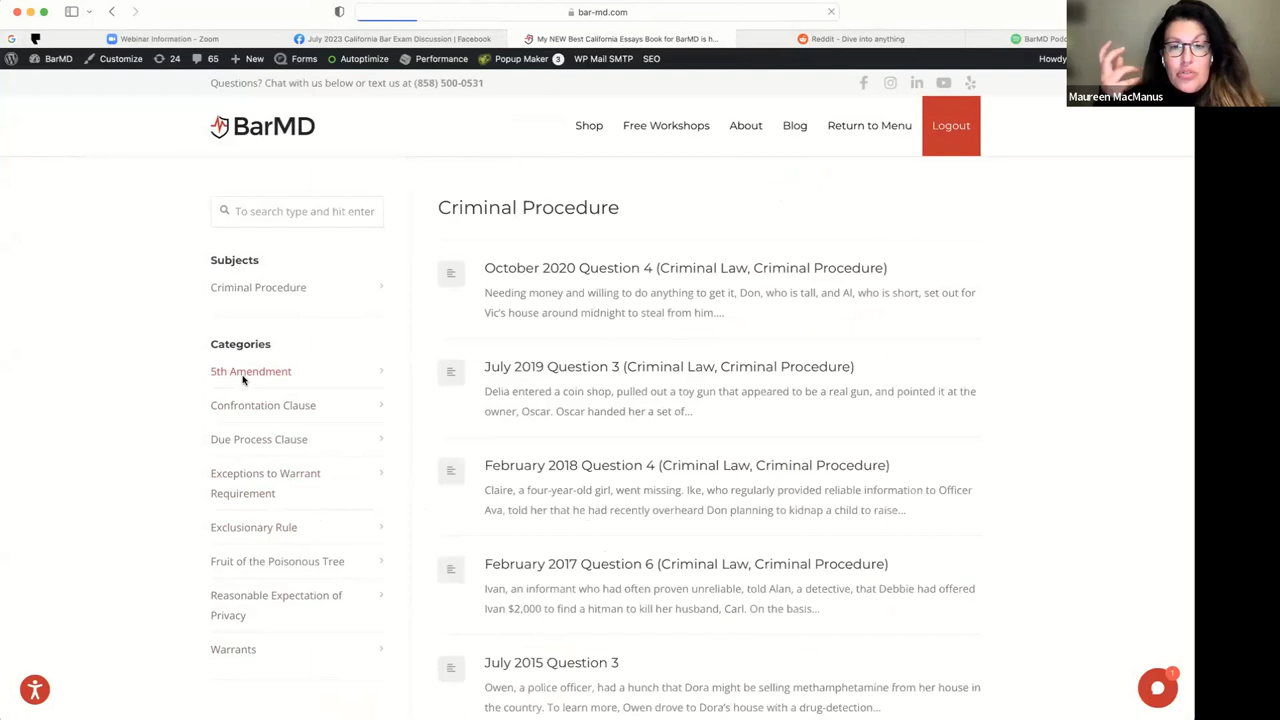 bar-md.com
Webinar Information - Zoom
July 2023 California Bar Exam Discussion | Facebook
My NEW Best California Essays Book for BarMD is h...
Reddit - Dive into anything
BarMD Pod
BarMD
Customize
24
65
New
Forms
Autoptimize
Performance
Popup Maker 3
WP Mail SMTP
SEO
Howdy
Maureen MacManus
Questions? Chat with us below or text us at (858) 500-0531
BarMD
Shop
Free Workshops
About
Blog
Return to Menu
Logout
To search type and hit enter
Subjects
Criminal Procedure
Categories
5th Amendment
Confrontation Clause
Due Process Clause
Exceptions to Warrant
Requirement
Exclusionary Rule
Fruit of the Poisonous Tree
Reasonable Expectation of
Privacy
Warrants
Criminal Procedure
October 2020 Question 4 (Criminal Law, Criminal Procedure)
Needing money and willing to do anything to get it, Don, who is tall, and Al, who is short, set out for
Vic's house around midnight to steal from him....
July 2019 Question 3 (Criminal Law, Criminal Procedure)
Delia entered a coin shop, pulled out a toy gun that appeared to be a real gun, and pointed it at the
owner, Oscar. Oscar handed her a set of...
February 2018 Question 4 (Criminal Law, Criminal Procedure)
Claire, a four-year-old girl, went missing. Ike, who regularly provided reliable information to Officer
Ava, told her that he had recently overheard Don planning to kidnap a child to raise...
February 2017 Question 6 (Criminal Law, Criminal Procedure)
Ivan, an informant who had often proven unreliable, told Alan, a detective, that Debbie had offered
Ivan $2,000 to find a hitman to kill her husband, Carl. On the basis...
July 2015 Question 3
Owen, a police officer, had a hunch that Dora might be selling methamphetamine from her house in
the country. To learn more, Owen drove to Dora's house with a drug-detection...
1